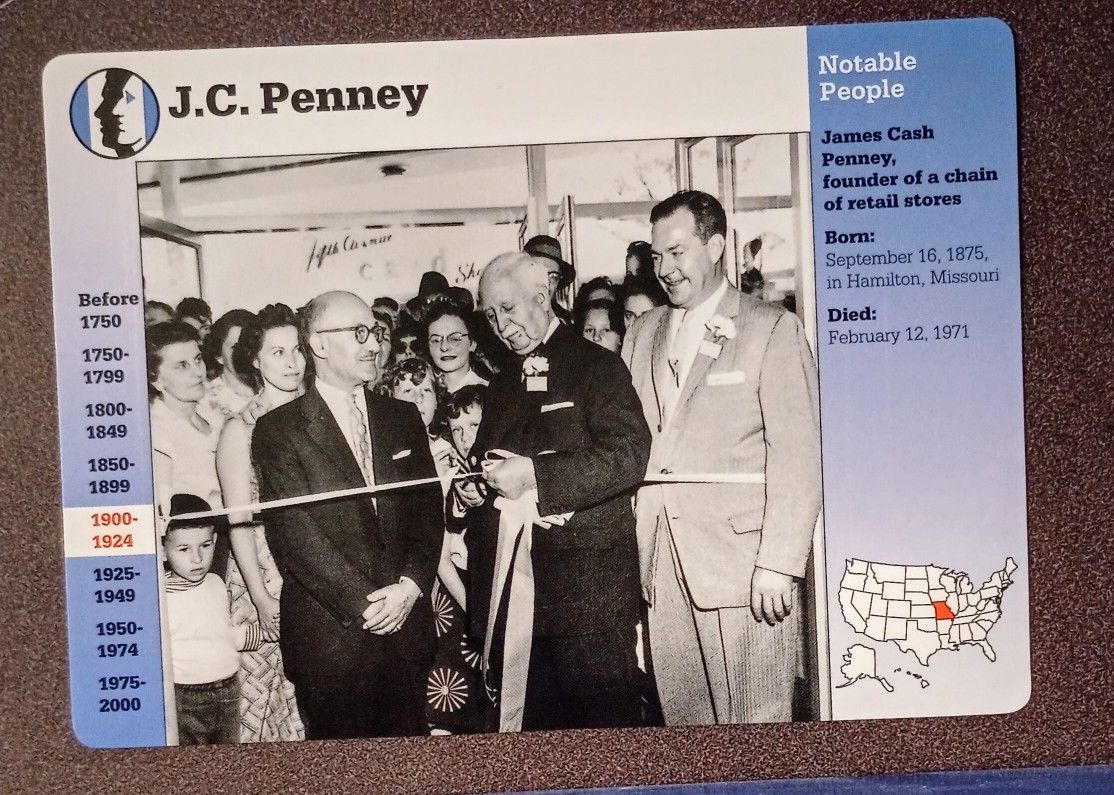 J.C. Penney
Notable
People
James Cash
Penney,
founder of a chain
of retail stores
Born:
September 16, 1875,
in Hamilton, Missouri
Died:
February 12, 1971
Before
1750
1750-
1799
1800-
1849
1850-
1899
1900-
1924
1925-
1949
1950-
1974
1975-
2000
fifth Avenue